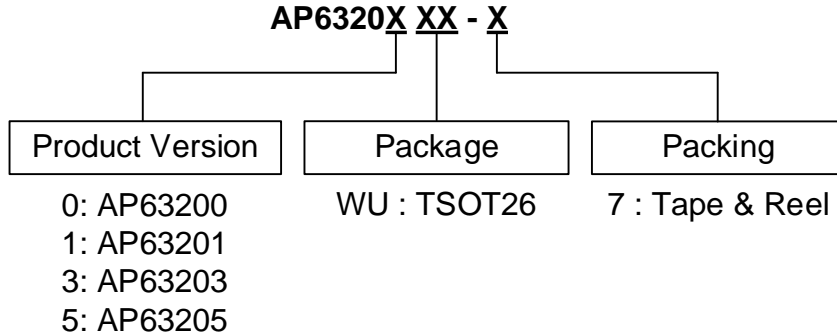 AP6320X XX - X
Product Version
Package
Packing
0: AP63200
1: AP63201
3: AP63203
5: AP63205
WU : TSOT26
7 : Tape & Reel